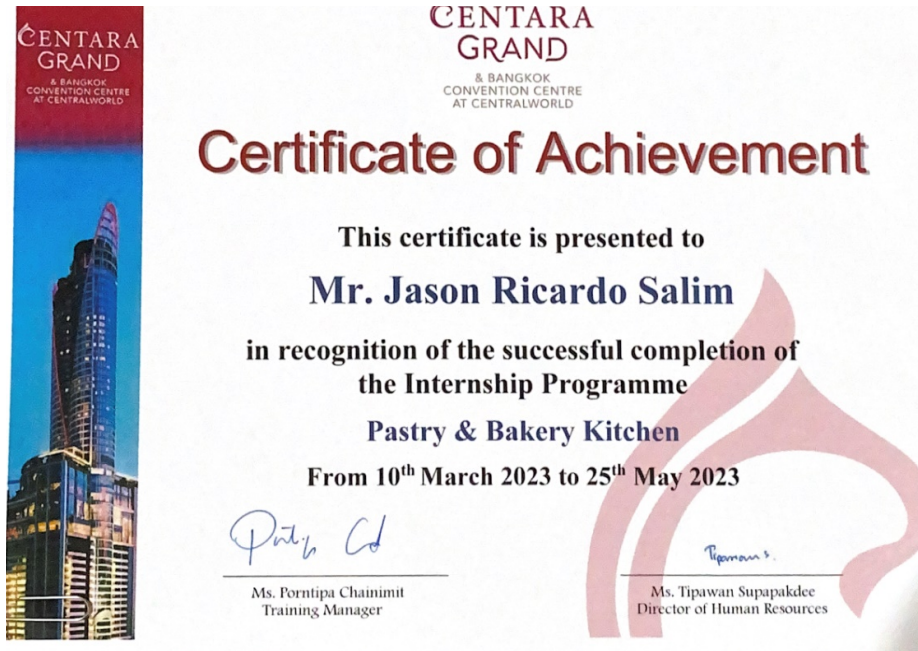 CENTARA
GRAND
& BANGKOK
CONVENTION CENTRE
AT CENTRALWORLD
CENTARA
GRAND
& BANGKOK
CONVENTION CENTRE
AT CENTRALWORLD
Certificate of Achievement
This certificate is presented to
Mr. Jason Ricardo Salim
in recognition of the successful completion of
the Internship Programme
Pastry & Bakery Kitchen
From 10th March 2023 to 25th May 2023
Tipawan S.
Ms. Porntipa Chainimit
Training Manager
Ms. Tipawan Supapakdee
Director of Human Resources